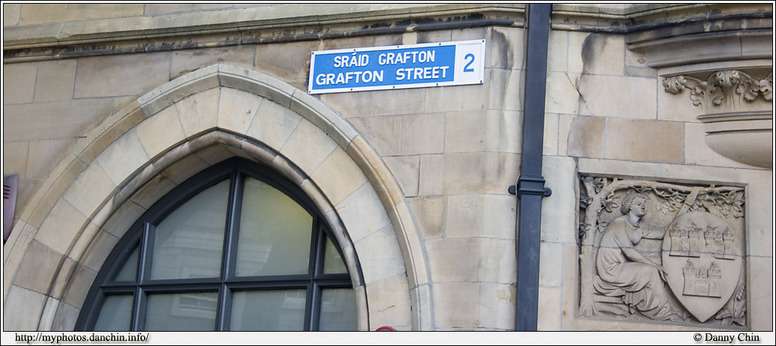 SRÁID GRAFTON
GRAFTON STREET
2
http://myphotos.danchin.info/
© Danny Chin